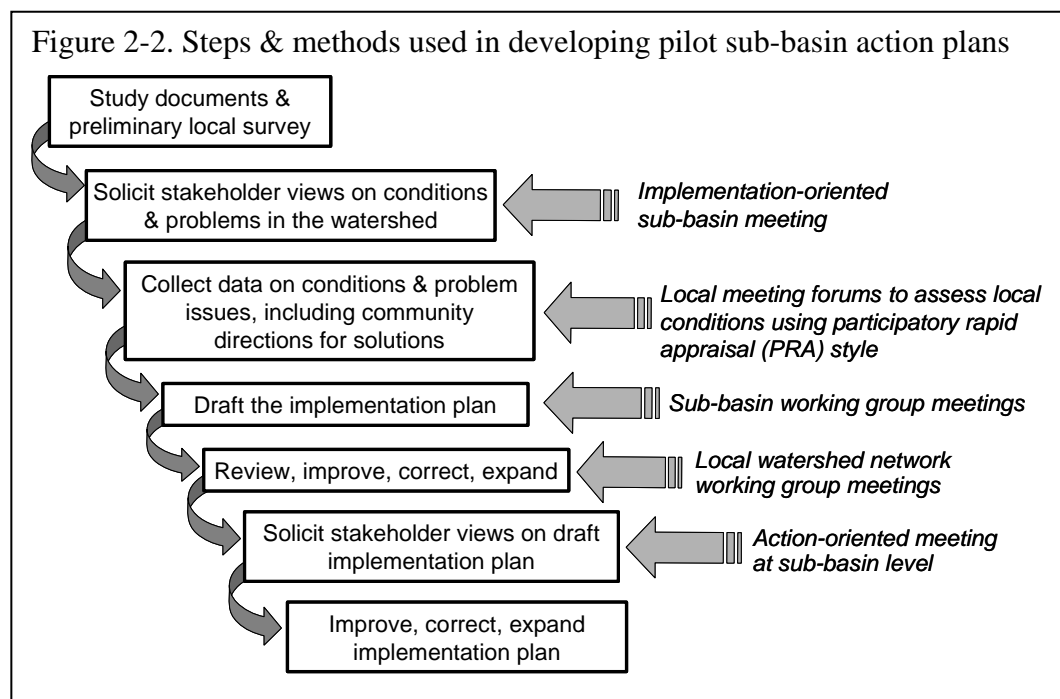 Figure 2-2. Steps & methods used in developing pilot sub-basin action plans
Study documents &
preliminary local survey
Solicit stakeholder views on conditions
& problems in the watershed
Implementation-oriented
sub-basin meeting
Collect data on conditions & problem
issues, including community
directions for solutions
Local meeting forums to assess local
conditions using participatory rapid
appraisal (PRA) style
Draft the implementation plan
Sub-basin working group meetings
Review, improve, correct, expand
Local watershed network
working group meetings
Solicit stakeholder views on draft
implementation plan
Action-oriented meeting
at sub-basin level
Improve, correct, expand
implementation plan